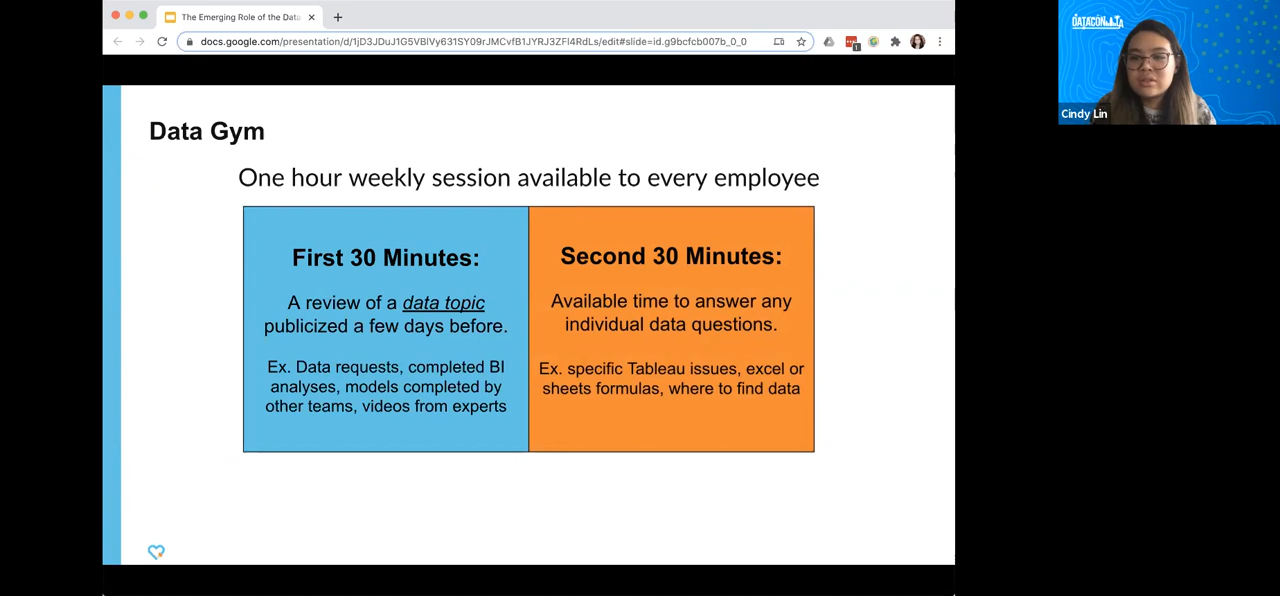 The Emerging Role of the Data
docs.google.com/presentation/d/1jD3JDuJ1G5VBlVy631SY09rJMCvfB1JYRJ3ZFl4RdLs/edit#slide=id.g9bcfcb007b_0_0
1
DATACON LA
Cindy Lin
Data Gym
One hour weekly session available to every employee
First 30 Minutes:
A review of a data topic
publicized a few days before.
Ex. Data requests, completed BI
analyses, models completed by
other teams, videos from experts
Second 30 Minutes:
Available time to answer any
individual data questions.
Ex. specific Tableau issues, excel or
sheets formulas, where to find data